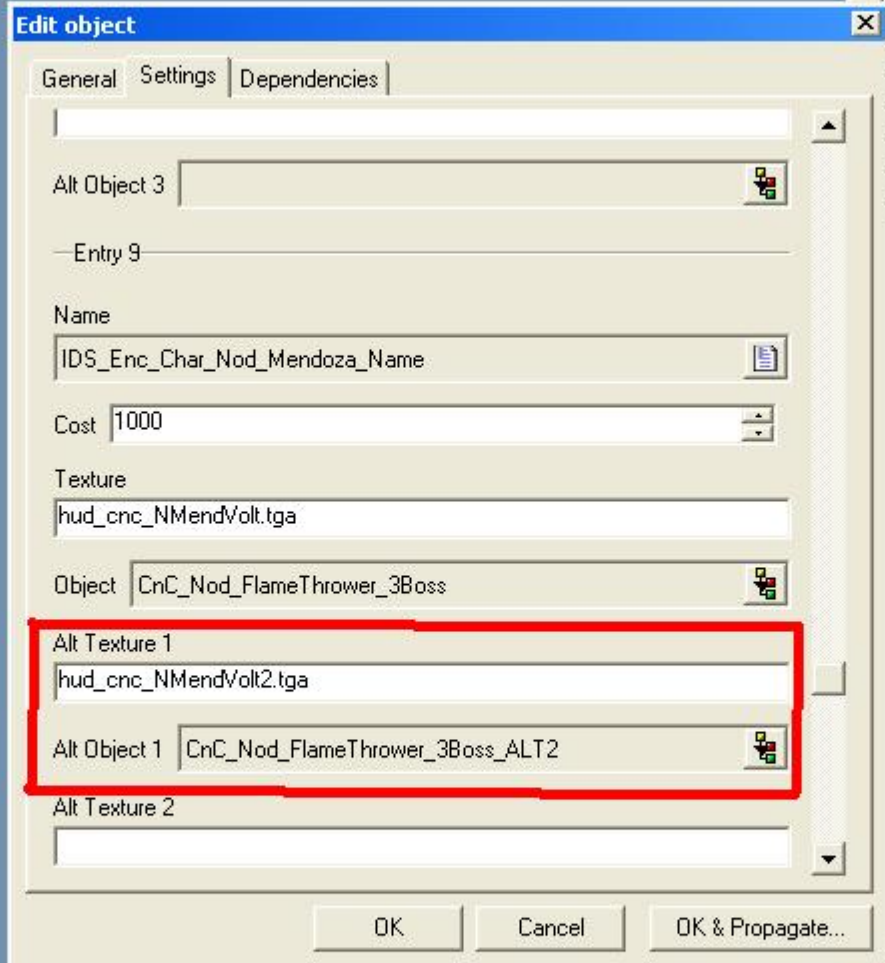 Edit object
General Settings Dependencies
Alt Object 3
Entry 9
Name
IDS_Enc_Char_Nod_Mendoza_Name
Cost 1000
Texture
hud_cnc_NMendVolt.tga
Object CnC_Nod_FlameThrower_3Boss
Alt Texture 1
hud_cnc_NMendVolt2.tga
Alt Object 1 CnC_Nod_FlameThrower_3Boss_ALT2
Alt Texture 2
OK Cancel OK & Propagate...